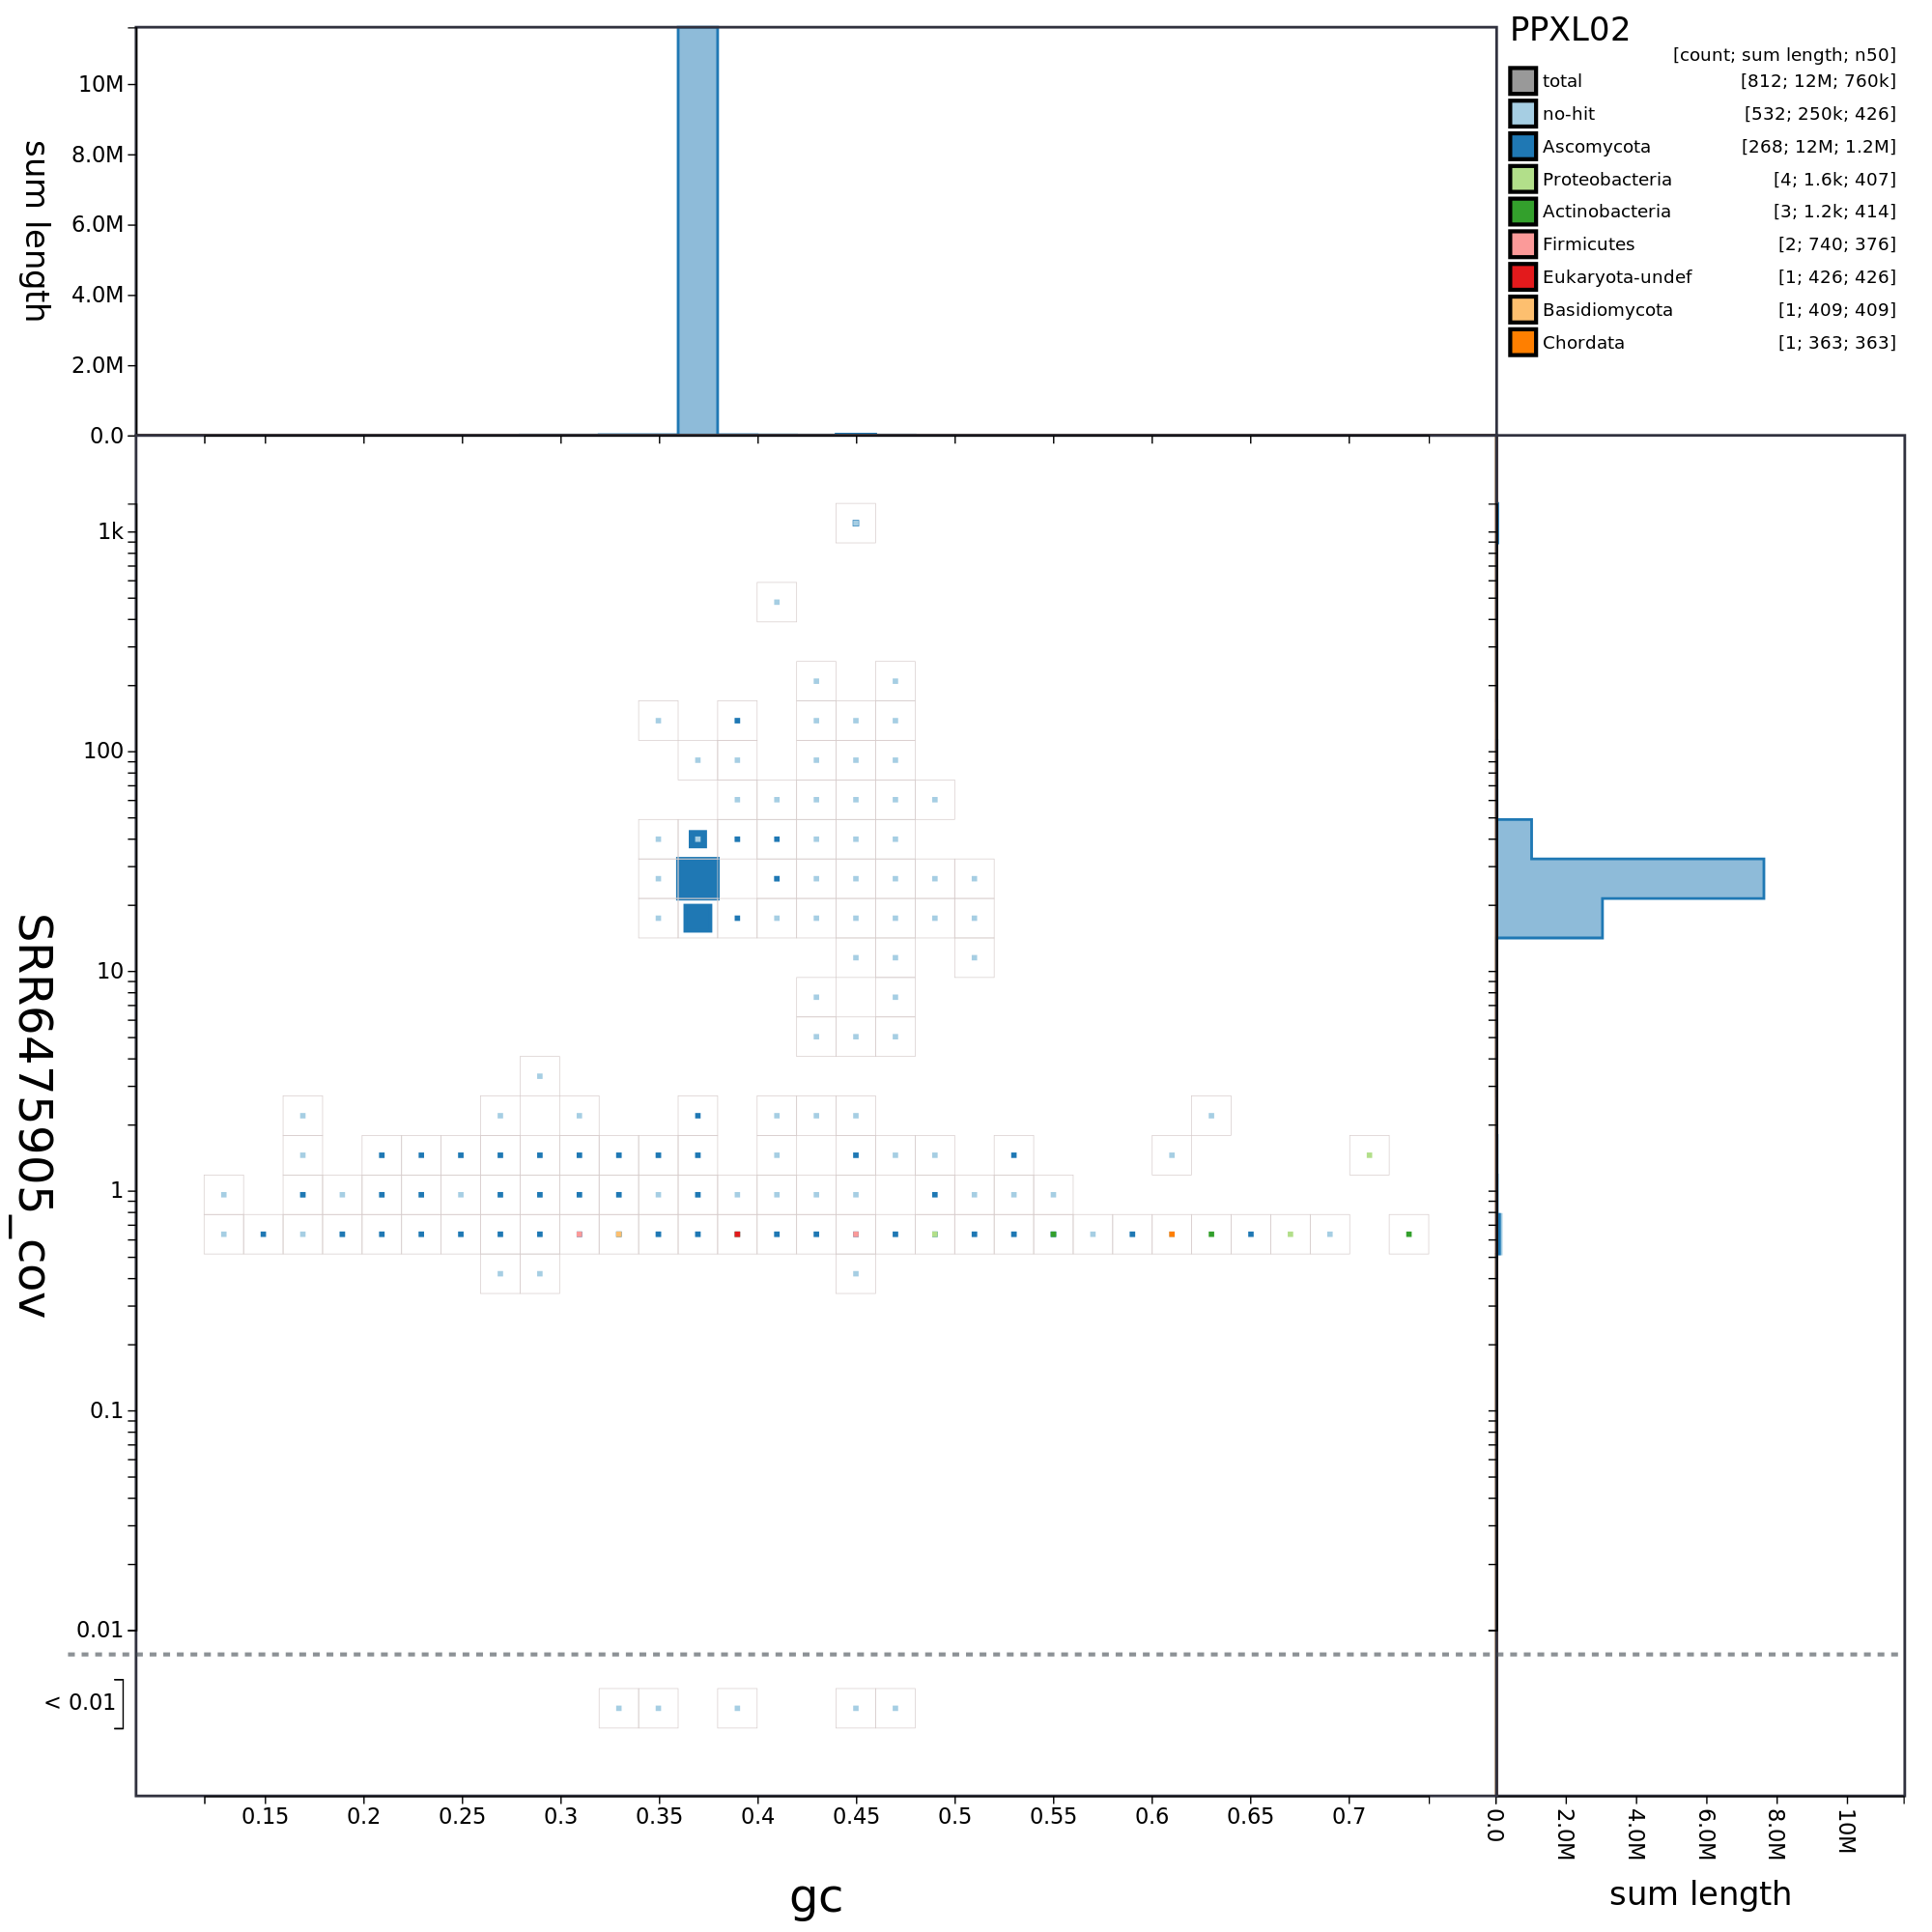 PPXL02
[count; sum length; n50]
total [812; 12M; 760k]
no-hit [532; 250k; 426]
Ascomycota [268; 12M; 1.2M]
Proteobacteria [4; 1.6k; 407]
Actinobacteria [3; 1.2k; 414]
Firmicutes [2; 740; 376]
Eukaryota-undef [1; 426; 426]
Basidiomycota [1; 409; 409]
Chordata [1; 363; 363]
sum length
10M
8.0M
6.0M
4.0M
2.0M
0.0
SRR6475905_cov
1k
100
10
1
0.1
0.01
< 0.01
0.15 0.2 0.25 0.3 0.35 0.4 0.45 0.5 0.55 0.6 0.65 0.7
gc
0.0 2.0M 4.0M 6.0M 8.0M 10M
sum length